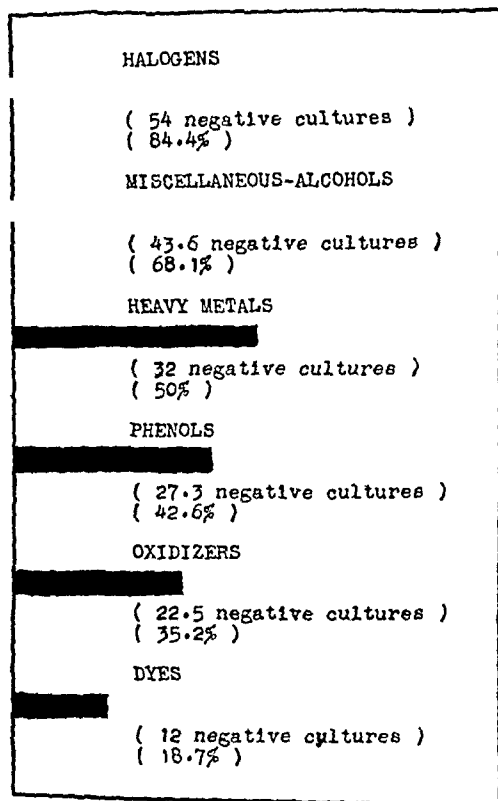 HALOGENS
( 54 negative cultures )
( 84.4% )
MISCELLANEOUS-ALCOHOLS
( 43.6 negative cultures )
( 68.1% )
HEAVY METALS
( 32 negative cultures )
( 50% )
PHENOLS
( 27.3 negative cultures )
( 42.6% )
OXIDIZERS
( 22.5 negative cultures )
( 35.2% )
DYES
( 12 negative cultures )
( 18.7% )